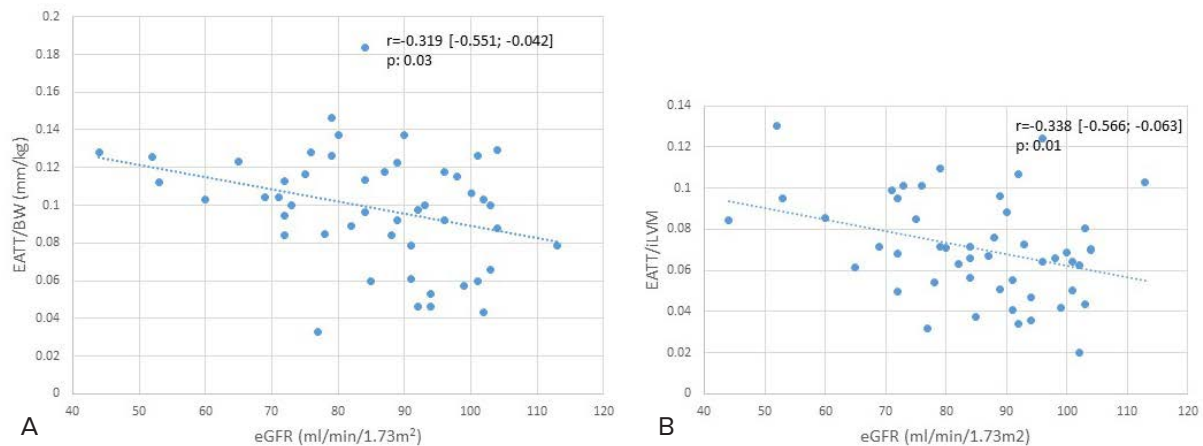 0.2
0.18
0.16
0.14
0.12
0.1
0.08
0.06
0.04
0.02
0
EATT/BW (mm/kg)
r=-0.319 [-0.551; -0.042]
p: 0.03
40 50 60 70 80 90 100 110 120
A
eGFR (ml/min/1.73m²)
0.14
0.12
0.1
0.08
0.06
0.04
0.02
0
EATT/iLVM
r=-0.338 [-0.566; -0.063]
p: 0.01
40 50 60 70 80 90 100 110 120
B
eGFR (ml/min/1.73m2)